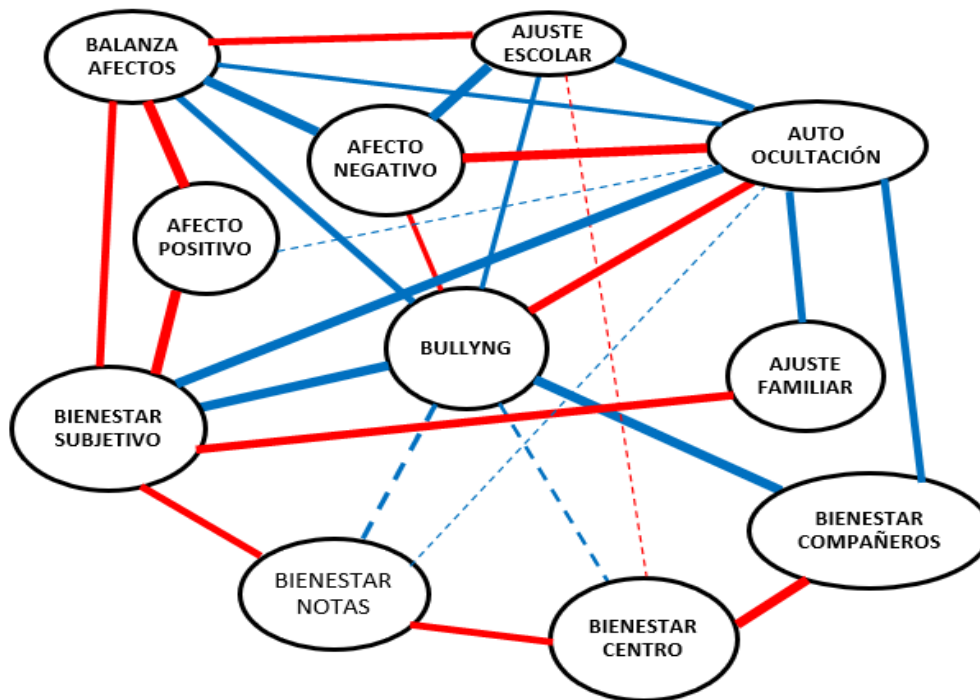 BALANZA
AFECTOS
AJUSTE
ESCOLAR
AFECTO
NEGATIVO
AUTO
OCULTACIÓN
AFECTO
POSITIVO
BULLYNG
AJUSTE
FAMILIAR
BIENESTAR
SUBJETIVO
BIENESTAR
COMPAÑEROS
BIENESTAR
NOTAS
BIENESTAR
CENTRO